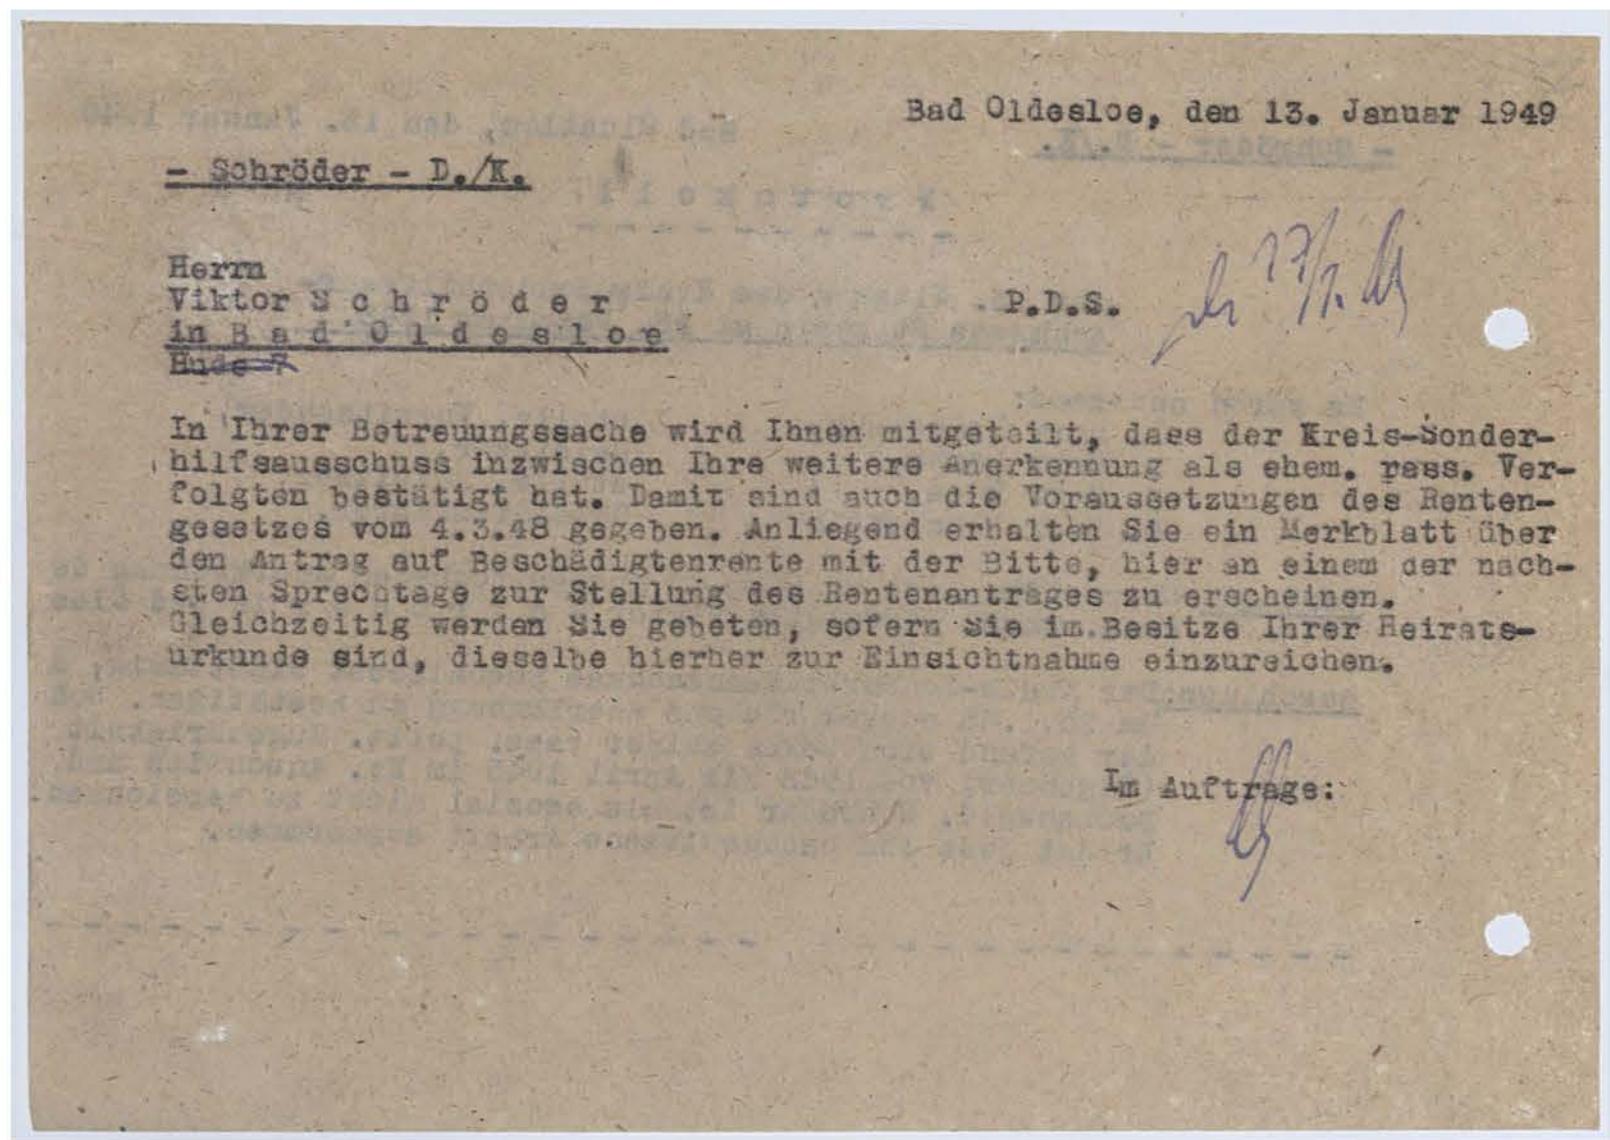 Bad Oldesloe, den 13. Januar 1949
- Schröder - D./K.
Herrn
Viktor S c h r ö d e r
P.D.S.
in B a d O l d e s l o e
Hude 7
In Ihrer Betreuungssache wird Ihnen mitgeteilt, dass der Kreis-Sonder-
hilfsausschuss inzwischen Ihre weitere Anerkennung als ehem. rass. Ver-
folgten bestätigt hat. Damit sind auch die Voraussetzungen des Renten-
gesetzes vom 4.3.48 gegeben. Anliegend erhalten Sie ein Merkblatt über
den Antrag auf Beschädigtenrente mit der Bitte, hier an einem der nach-
sten Sprechtage zur Stellung des Rentenantrages zu erscheinen.
Gleichzeitig werden Sie gebeten, sofern Sie im Besitze Ihrer Heirats-
urkunde sind, dieselbe hierher zur Einsichtnahme einzureichen.
Im Auftrage: